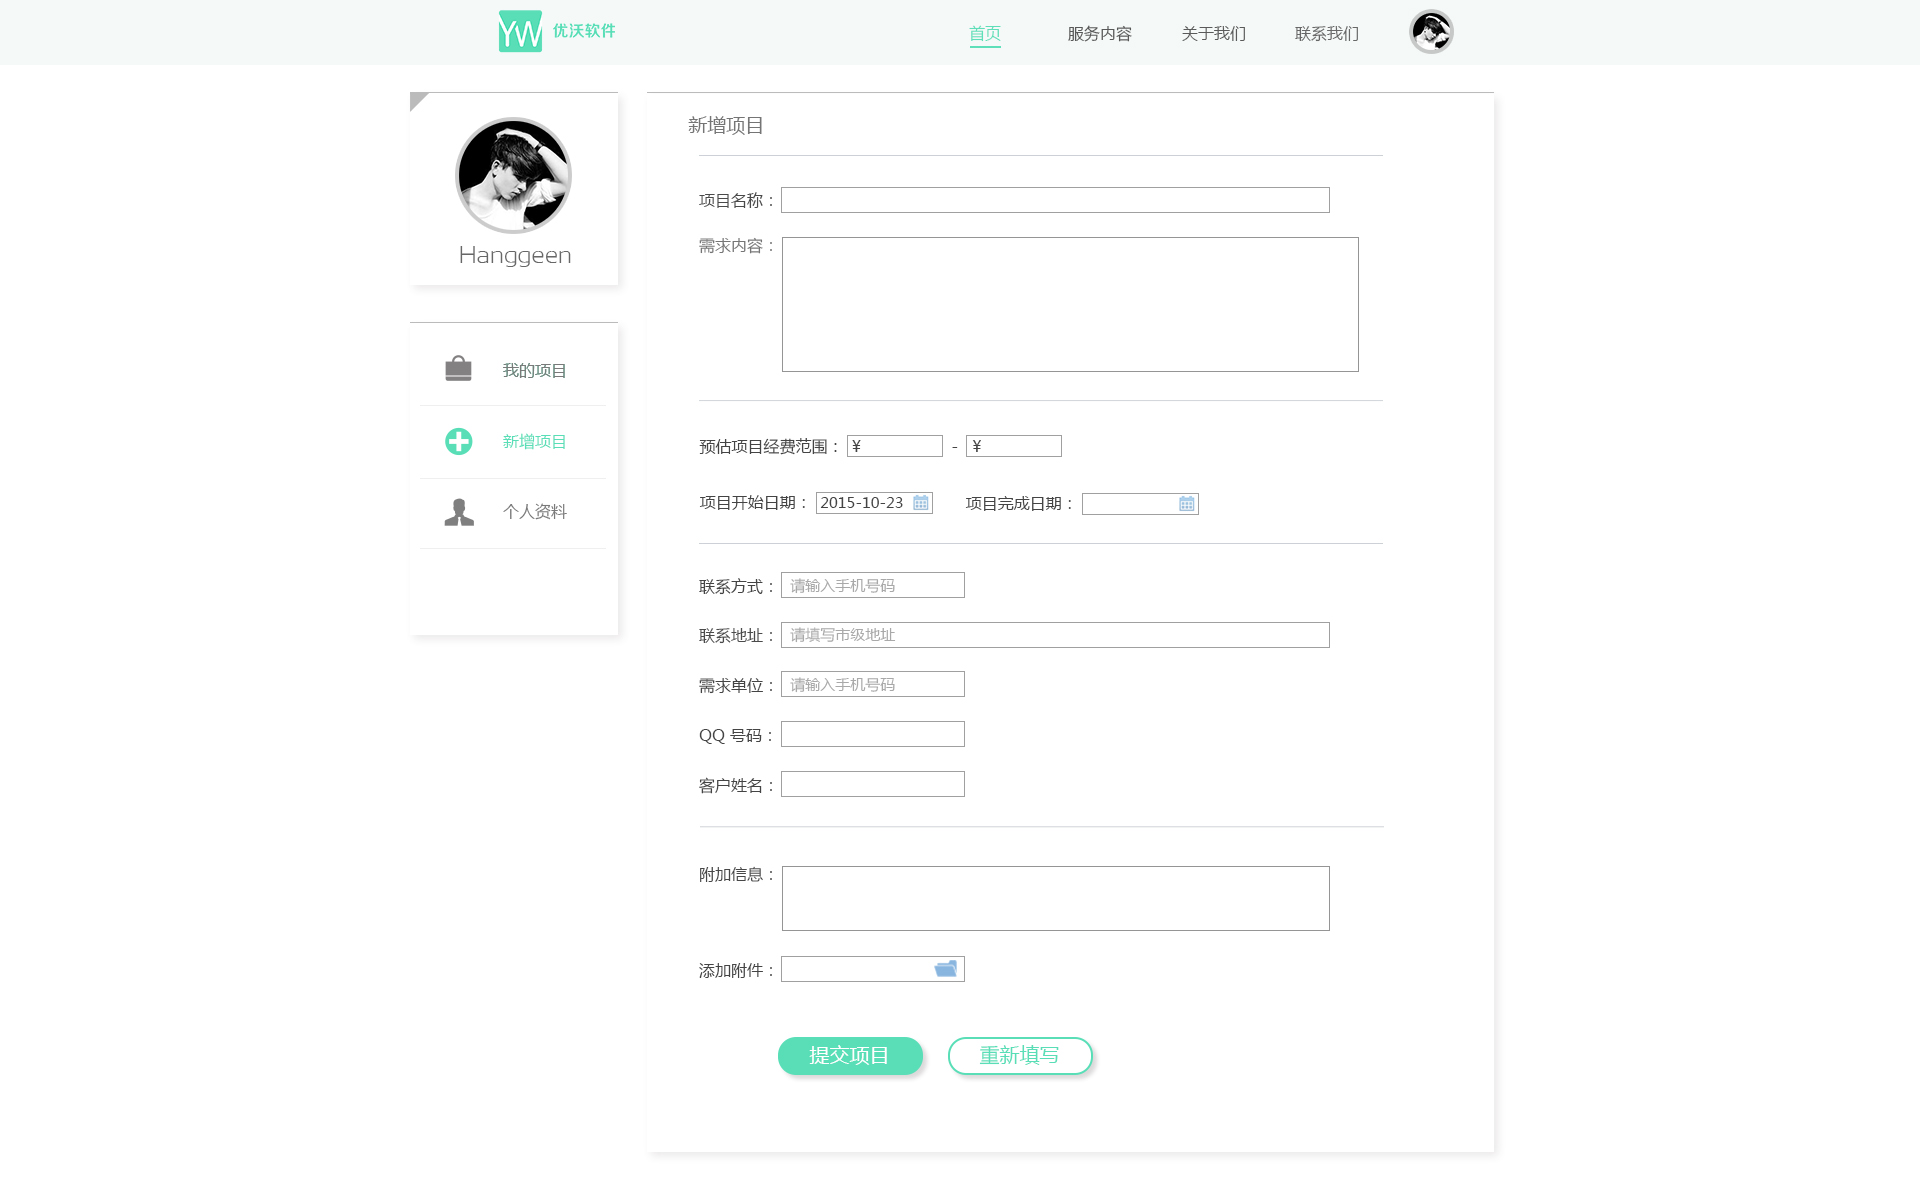 YW 优沃软件
首页 服务内容 关于我们 联系我们
Hanggeen
我的项目
新增项目
个人资料
新增项目
项目名称：
需求内容：
预估项目经费范围： ¥ - ¥
项目开始日期： 2015-10-23 项目完成日期：
联系方式： 请输入手机号码
联系地址： 请填写市级地址
需求单位： 请输入手机号码
QQ 号码：
客户姓名：
附加信息：
添加附件：
提交项目 重新填写